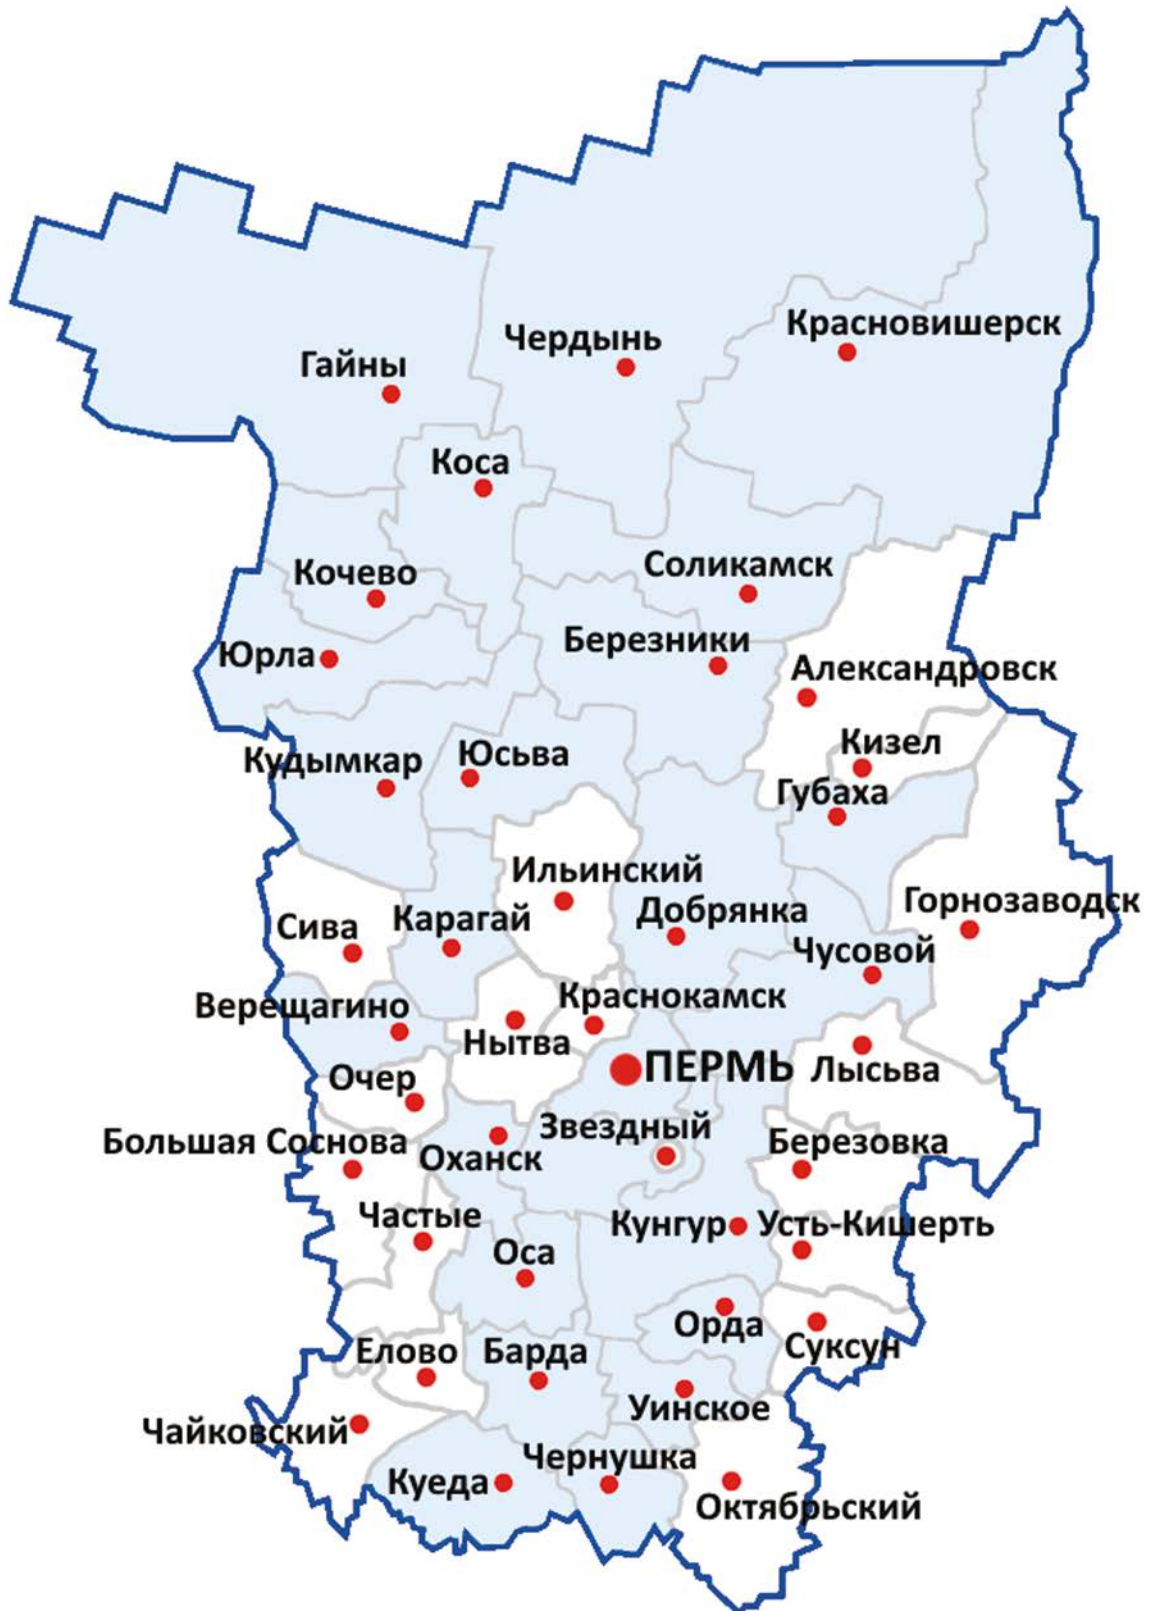 Красновишерск
Чердынь
Гайны
Коса
Соликамск
Кочево
Березники
Юрла
Александровск
Кизел
Юсьва
Кудымкар
Губаха
Ильинский
Горнозаводск
Добрянка
Карагай
Сива
Чусовой
Краснокамск
Верещагино
Нытва
ПЕРМЬ
Лысьва
Очер
Звездный
Березовка
Большая Соснова
Оханск
Частые
Кунгур
Усть-Кишерть
Оса
Орда
Суксун
Елово
Барда
Уинское
Чайковский
Чернушка
Куеда
Октябрьский